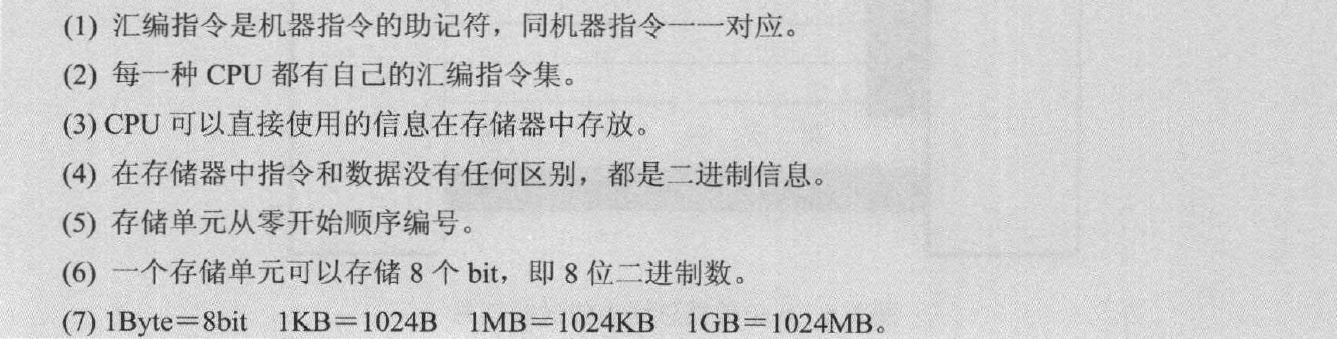 (1) 汇编指令是机器指令的助记符，同机器指令一一对应。
(2) 每一种 CPU 都有自己的汇编指令集。
(3) CPU 可以直接使用的信息在存储器中存放。
(4) 在存储器中指令和数据没有任何区别，都是二进制信息。
(5) 存储单元从零开始顺序编号。
(6) 一个存储单元可以存储 8 个 bit，即 8 位二进制数。
(7) 1Byte＝8bit 1KB＝1024B 1MB＝1024KB 1GB＝1024MB。